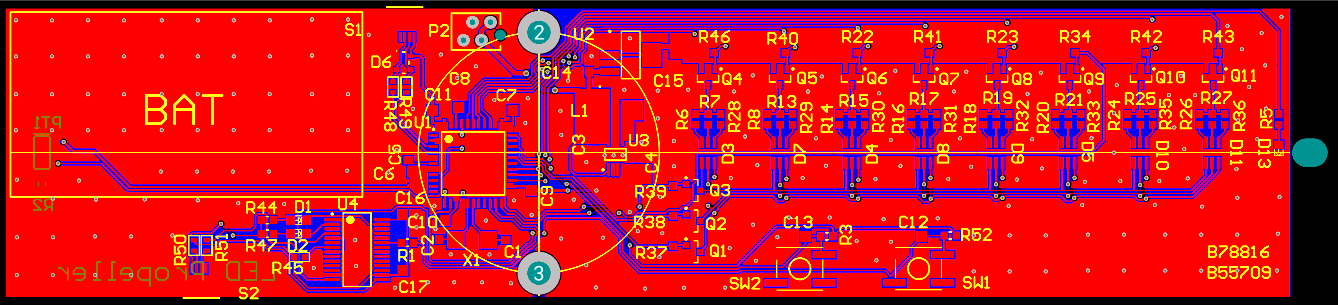 S1
P2
2
U2
R46
R40
R22
R41
R23
R34
R42
R43
D6
C8
C14
C15
Q4
Q5
Q6
Q7
Q8
Q9
Q10
Q11
BAT
C11
C7
L1
R7
R13
R15
R17
R19
R21
R25
R27
R48
R49
U1
R6
R28
R8
R29
R14
R30
R16
R31
R18
R32
R20
R33
R24
R35
R26
R36
R5
PT1
C3
U3
C4
D3
D7
D4
D8
D9
D5
D10
D11
D13
C6
C9
R2
C16
R39
Q3
R44
D1
U4
C10
R38
Q2
C13
C12
R3
R52
R50
R51
R47
D2
R1
C2
X1
C1
R37
Q1
R45
LED Propeller
3
SW2
SW1
B78816
B55709
S2
C17